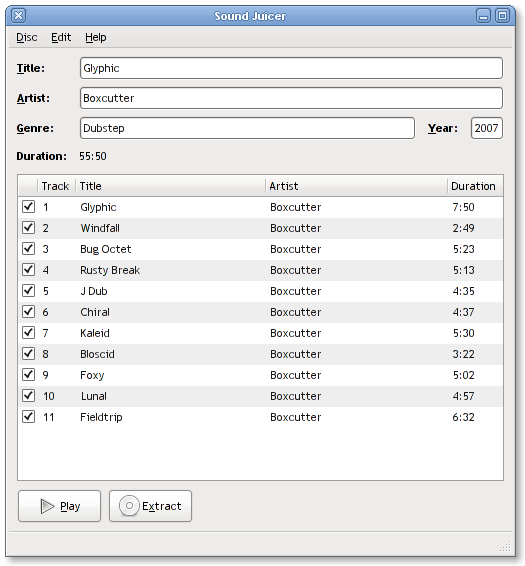 Sound Juicer
Disc Edit Help
Title: Glyphic
Artist: Boxcutter
Genre: Dubstep Year: 2007
Duration: 55:50
Track Title Artist Duration
1 Glyphic Boxcutter 7:50
2 Windfall Boxcutter 2:49
3 Bug Octet Boxcutter 5:23
4 Rusty Break Boxcutter 5:13
5 J Dub Boxcutter 4:35
6 Chiral Boxcutter 4:37
7 Kaleid Boxcutter 5:30
8 Bloscid Boxcutter 3:22
9 Foxy Boxcutter 5:02
10 Lunal Boxcutter 4:57
11 Fieldtrip Boxcutter 6:32
Play Extract